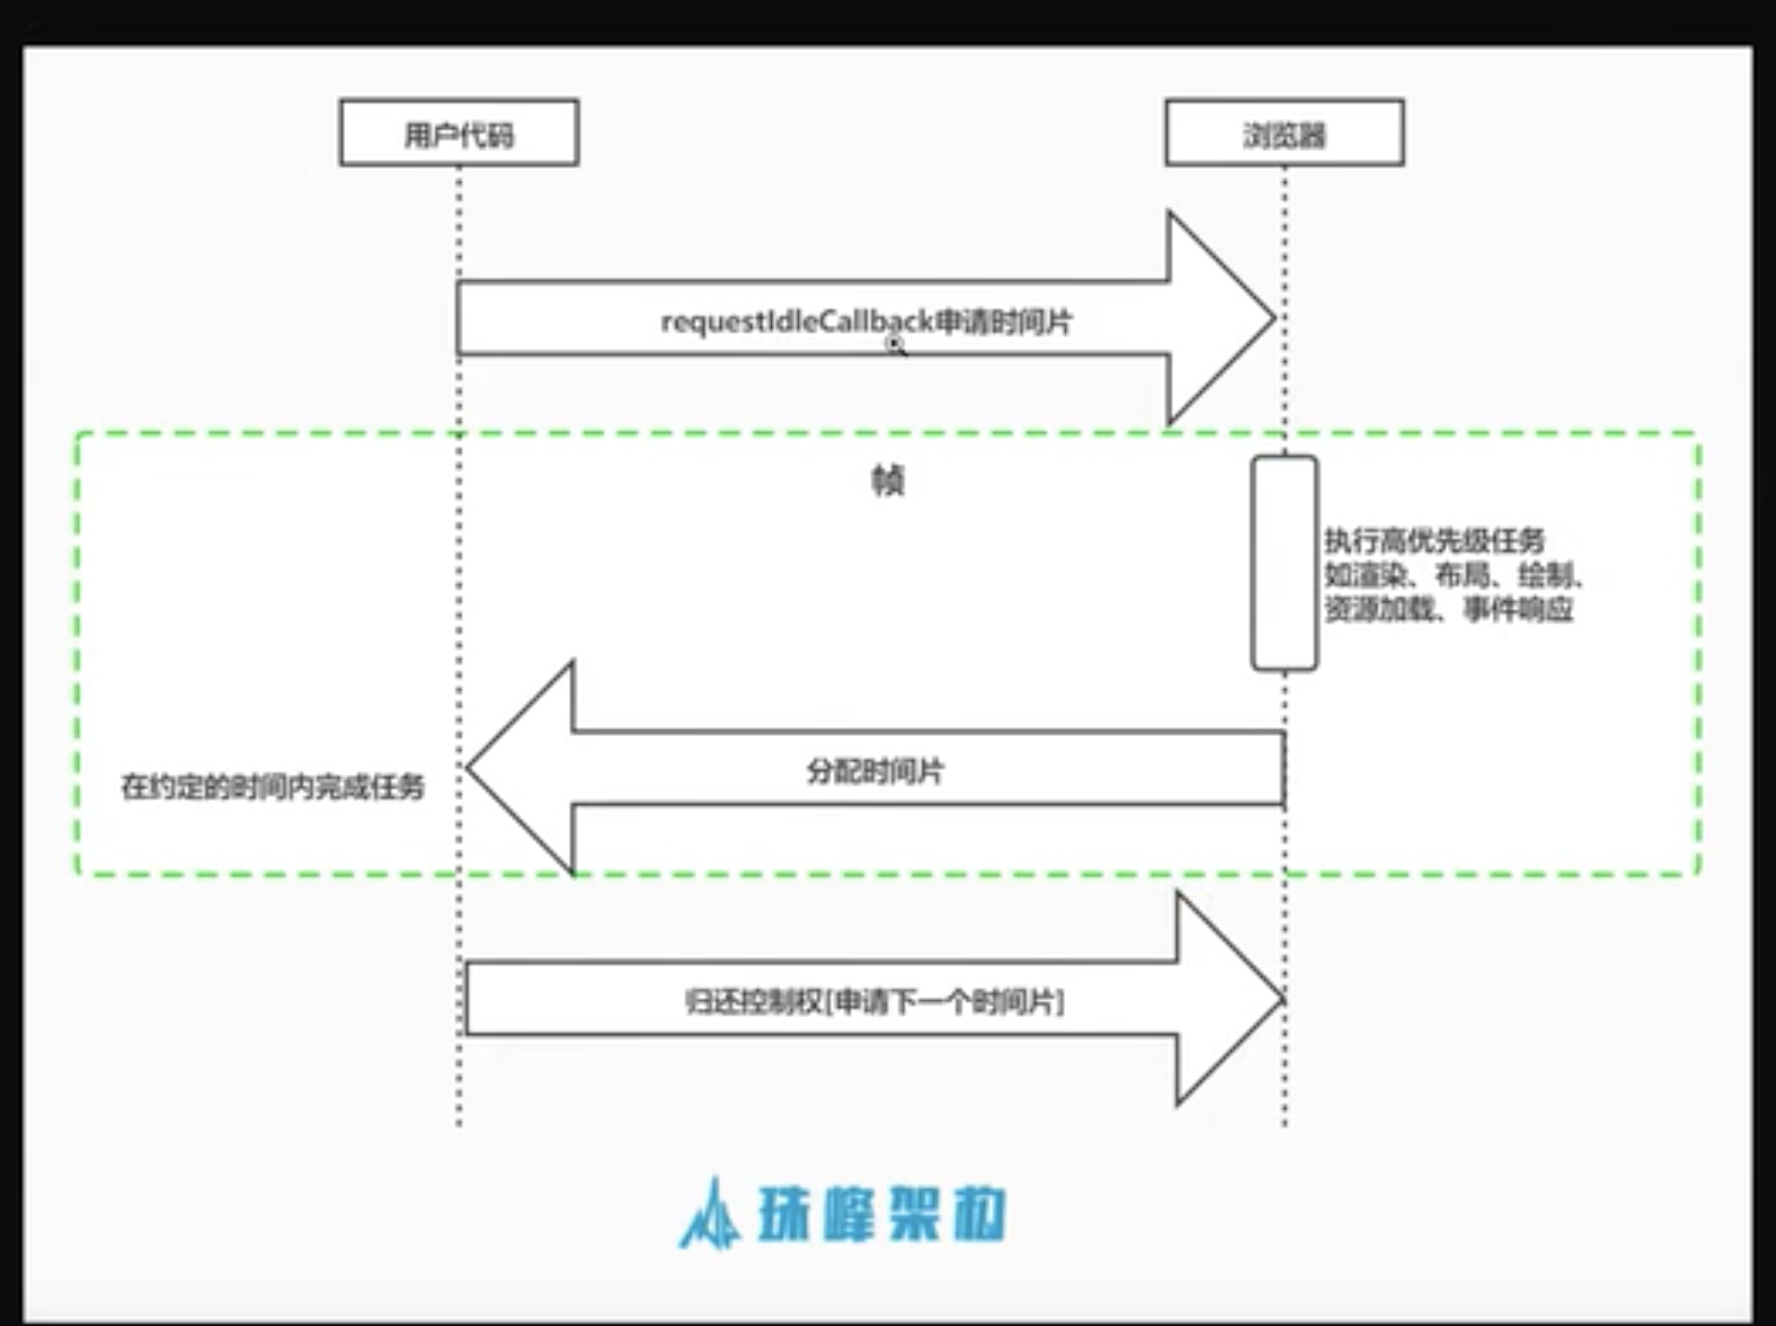 用户代码
浏览器
requestIdleCallback申请时间片
帧
执行高优先级任务
如渲染、布局、绘制、
资源加载、事件响应
分配时间片
在约定的时间内完成任务
归还控制权[申请下一个时间片]
珠峰架构